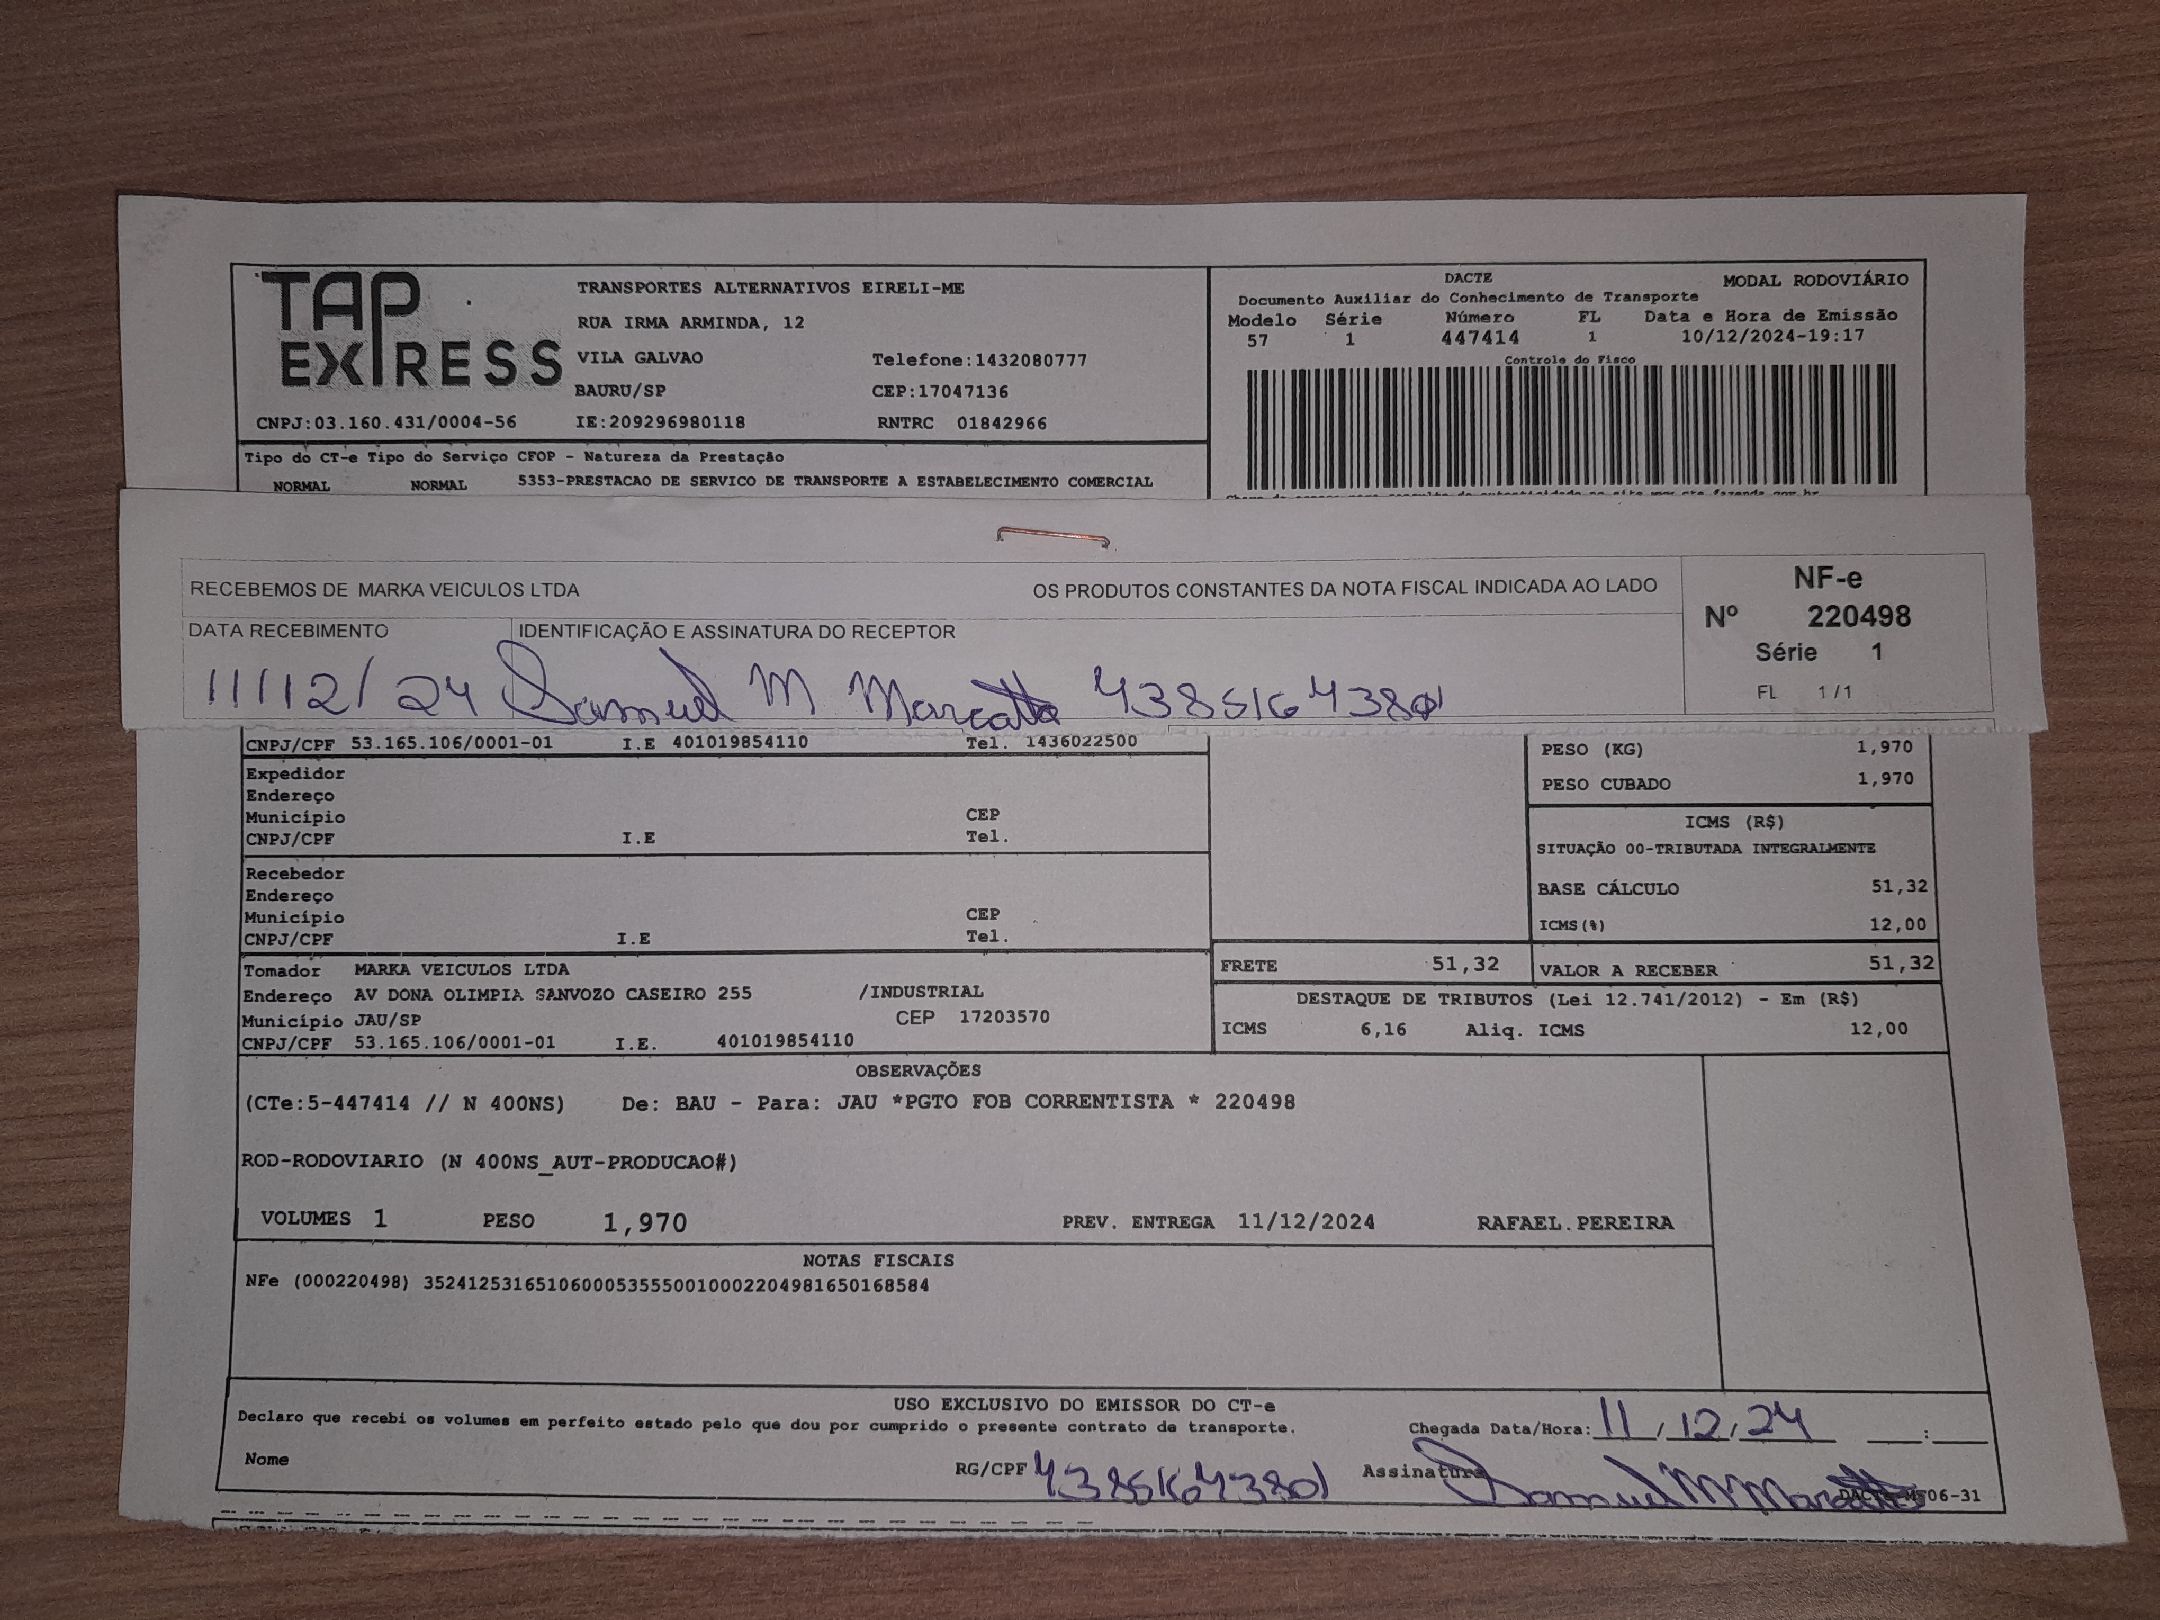 TAP EXPRESS
TRANSPORTES ALTERNATIVOS EIRELI-ME
RUA IRMA ARMINDA, 12
VILA GALVAO Telefone:1432080777
BAURU/SP CEP:17047136
CNPJ:03.160.431/0004-56 IE:209296980118 RNTRC 01842966
DACTE MODAL RODOVIÁRIO
Documento Auxiliar do Conhecimento de Transporte
Modelo Série Número FL Data e Hora de Emissão
57 1 447414 1 10/12/2024-19:17
Controle do Fisco
Tipo do CT-e Tipo do Serviço CFOP - Natureza da Prestação
NORMAL NORMAL 5353-PRESTACAO DE SERVICO DE TRANSPORTE A ESTABELECIMENTO COMERCIAL
RECEBEMOS DE MARKA VEICULOS LTDA OS PRODUTOS CONSTANTES DA NOTA FISCAL INDICADA AO LADO
DATA RECEBIMENTO IDENTIFICAÇÃO E ASSINATURA DO RECEPTOR
11/12/24 Samuel M Marcatto
NF-e
Nº 220498
Série 1
FL 1/1
CNPJ/CPF 53.165.106/0001-01 I.E 401019854110 Tel. 1436022500
Expedidor
Endereço
Município CEP
CNPJ/CPF I.E Tel.
Recebedor
Endereço
Município CEP
CNPJ/CPF I.E Tel.
PESO (KG) 1,970
PESO CUBADO 1,970
ICMS (R$)
SITUAÇÃO 00-TRIBUTADA INTEGRALMENTE
BASE CÁLCULO 51,32
ICMS(%) 12,00
Tomador MARKA VEICULOS LTDA
Endereço AV DONA OLIMPIA SANVOZO CASEIRO 255 /INDUSTRIAL
Município JAU/SP CEP 17203570
CNPJ/CPF 53.165.106/0001-01 I.E. 401019854110
FRETE 51,32 VALOR A RECEBER 51,32
DESTAQUE DE TRIBUTOS (Lei 12.741/2012) - Em (R$)
ICMS 6,16 Aliq. ICMS 12,00
OBSERVAÇÕES
(CTe:5-447414 // N 400NS) De: BAU - Para: JAU *PGTO FOB CORRENTISTA * 220498
ROD-RODOVIARIO (N 400NS_AUT-PRODUCAO#)
VOLUMES 1 PESO 1,970 PREV. ENTREGA 11/12/2024 RAFAEL.PEREIRA
NOTAS FISCAIS
NFe (000220498) 35241253165106000535550010002204981650168584
USO EXCLUSIVO DO EMISSOR DO CT-e
Declaro que recebi os volumes em perfeito estado pelo que dou por cumprido o presente contrato de transporte.
Chegada Data/Hora: 11/12/24 :
Nome RG/CPF Assinatura Samuel M Marcatto